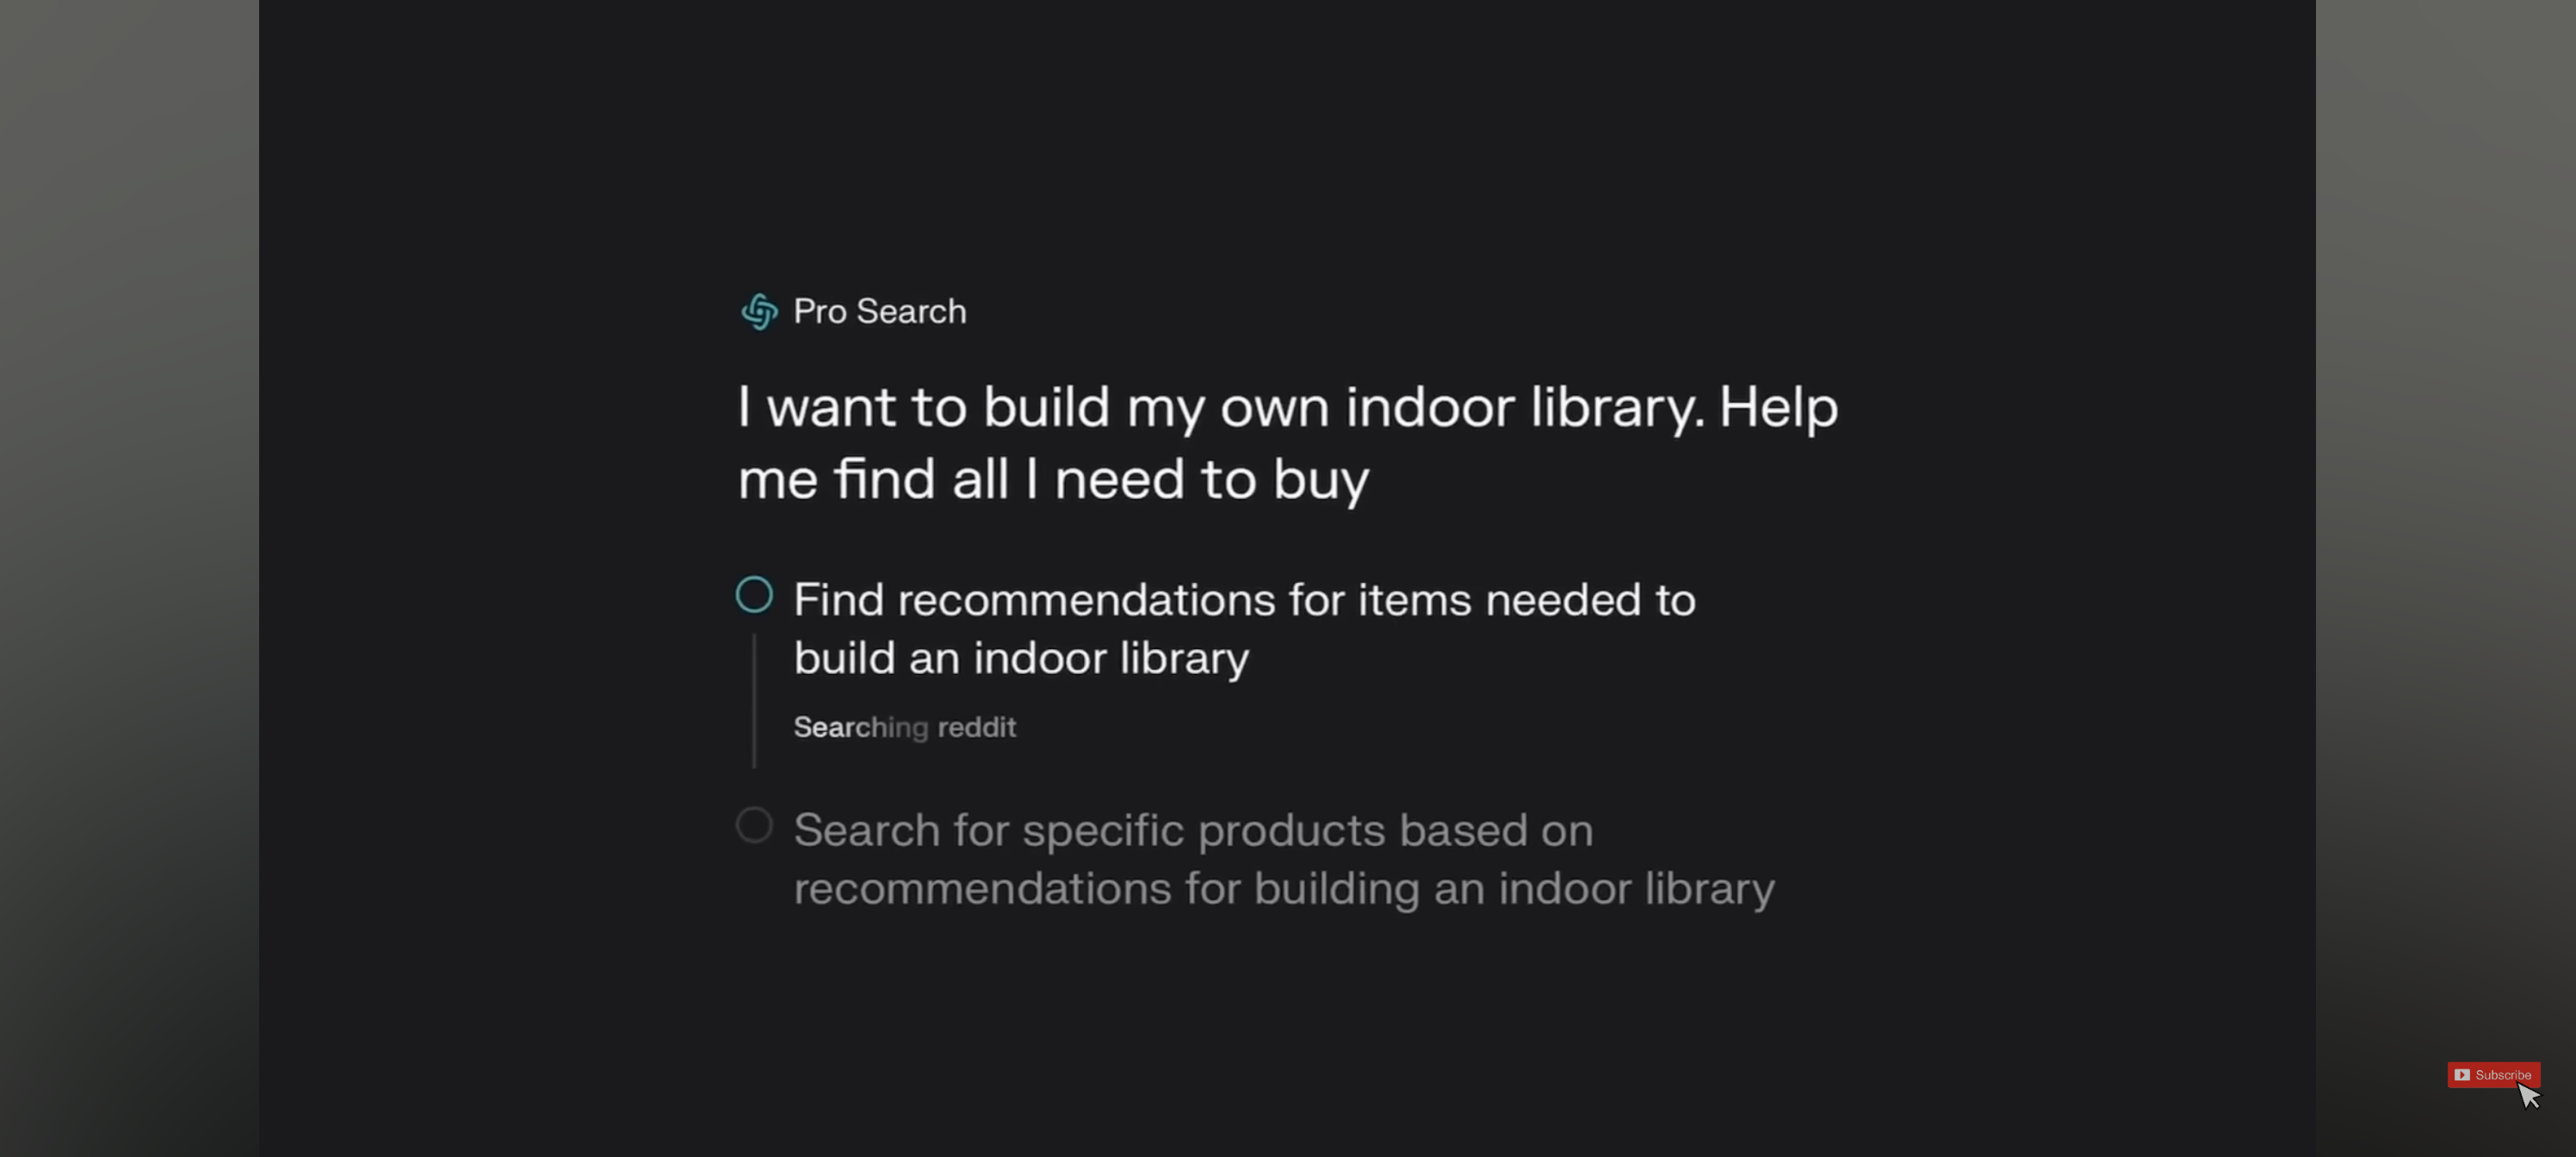 Pro Search
I want to build my own indoor library. Help
me find all I need to buy
Find recommendations for items needed to
build an indoor library
Searching reddit
Search for specific products based on
recommendations for building an indoor library
Subscribe